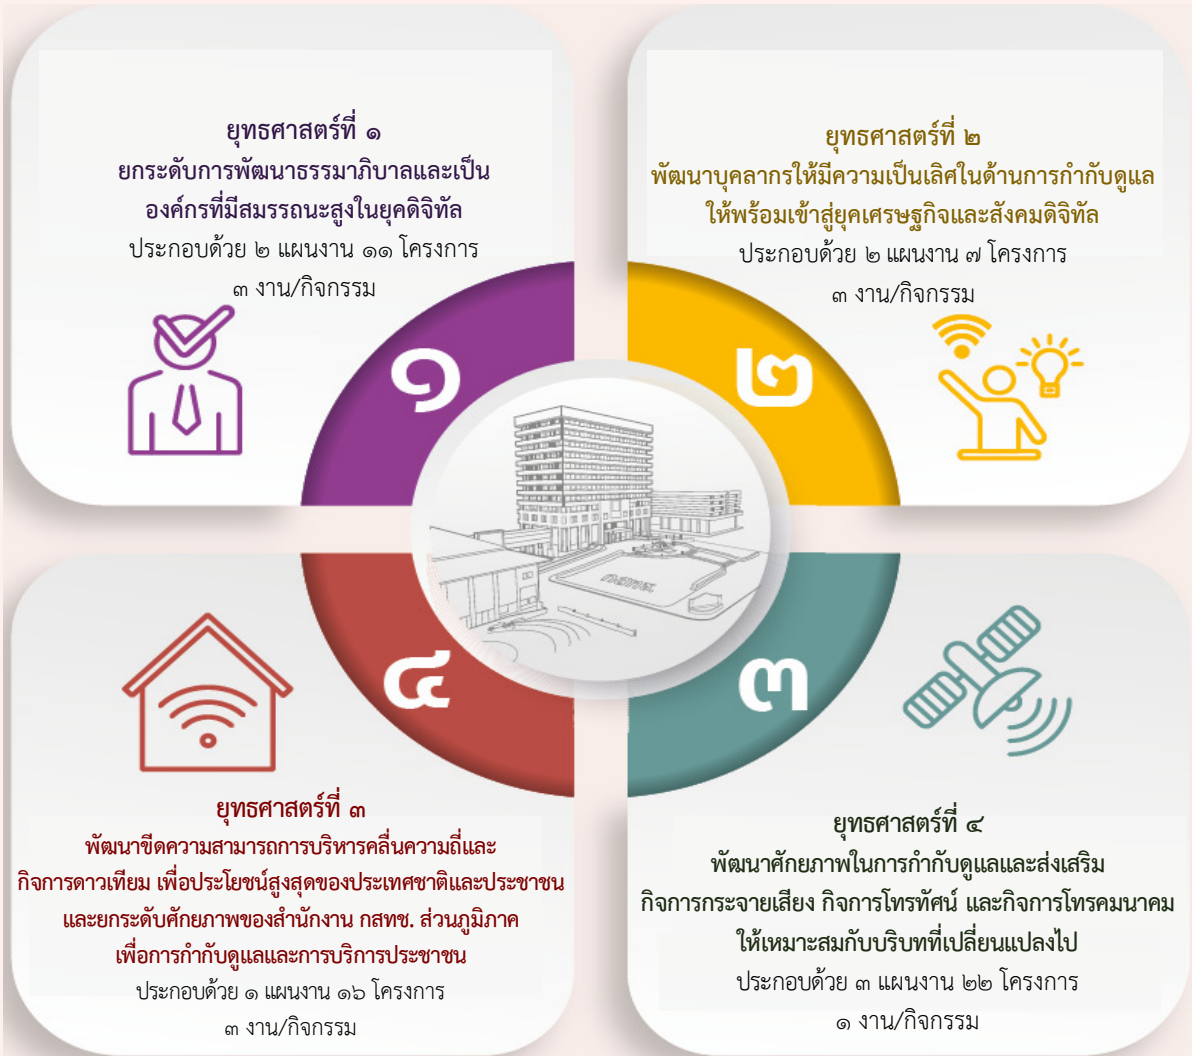 ยุทธศาสตร์ที่ ๑
ยกระดับการพัฒนาธรรมาภิบาลและเป็น
องค์กรที่มีสมรรถนะสูงในยุคดิจิทัล
ประกอบด้วย ๒ แผนงาน ๑๑ โครงการ
๓ งาน/กิจกรรม
๑
ยุทธศาสตร์ที่ ๒
พัฒนาบุคลากรให้มีความเป็นเลิศในด้านการกำกับดูแล
ให้พร้อมเข้าสู่ยุคเศรษฐกิจและสังคมดิจิทัล
ประกอบด้วย ๒ แผนงาน ๗ โครงการ
๓ งาน/กิจกรรม
๒
กสทช.
๔
ยุทธศาสตร์ที่ ๓
พัฒนาขีดความสามารถการบริหารคลื่นความถี่และ
กิจการดาวเทียม เพื่อประโยชน์สูงสุดของประเทศชาติและประชาชน
และยกระดับศักยภาพของสำนักงาน กสทช. ส่วนภูมิภาค
เพื่อการกำกับดูแลและการบริการประชาชน
ประกอบด้วย ๑ แผนงาน ๑๖ โครงการ
๓ งาน/กิจกรรม
๓
ยุทธศาสตร์ที่ ๔
พัฒนาศักยภาพในการกำกับดูแลและส่งเสริม
กิจการกระจายเสียง กิจการโทรทัศน์ และกิจการโทรคมนาคม
ให้เหมาะสมกับบริบทที่เปลี่ยนแปลงไป
ประกอบด้วย ๓ แผนงาน ๒๒ โครงการ
๑ งาน/กิจกรรม